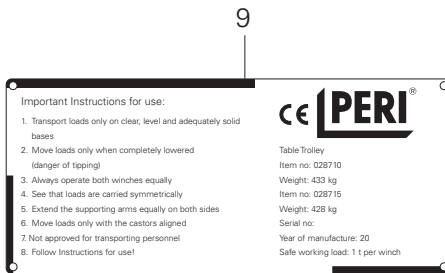 9
Important Instructions for use:
1. Transport loads only on clear, level and adequately solid
bases
2. Move loads only when completely lowered
(danger of tipping)
3. Always operate both winches equally
4. See that loads are carried symmetrically
5. Extend the supporting arms equally on both sides
6. Move loads only with the castors aligned
7. Not approved for transporting personnel
8. Follow Instructions for use!
CE PERI®
Table Trolley
Item no: 028710
Weight: 433 kg
Item no: 028715
Weight: 428 kg
Serial no:
Year of manufacture: 20
Safe working load: 1 t per winch